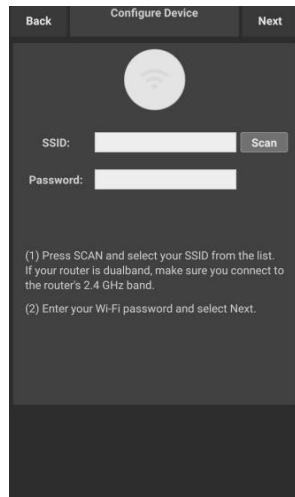 Back Configure Device Next
SSID: Scan
Password:
(1) Press SCAN and select your SSID from the list.
If your router is dualband, make sure you connect to
the router's 2.4 GHz band.
(2) Enter your Wi-Fi password and select Next.